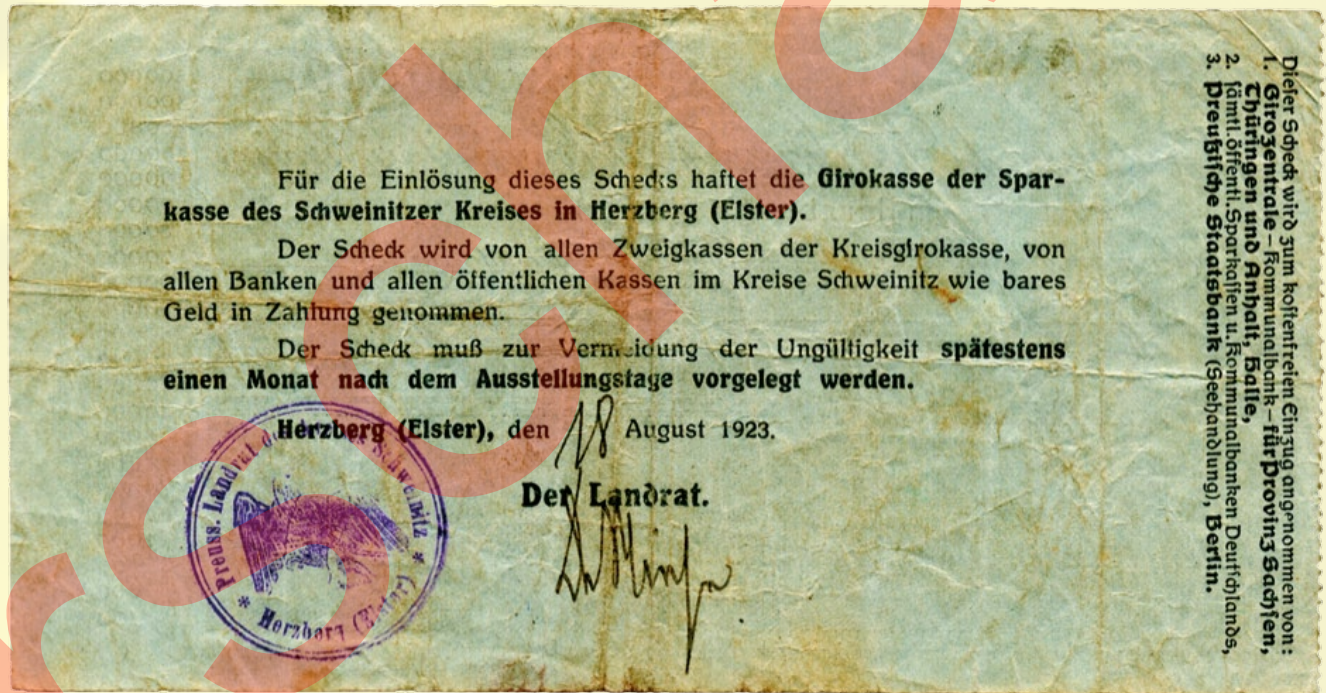 Für die Einlösung dieses Schecks haftet die Girokasse der Spar-
kasse des Schweinitzer Kreises in Herzberg (Elster).
Der Scheck wird von allen Zweigkassen der Kreisgirokasse, von
allen Banken und allen öffentlichen Kassen im Kreise Schweinitz wie bares
Geld in Zahlung genommen.
Der Scheck muß zur Vermeidung der Ungültigkeit spätestens
einen Monat nach dem Ausstellungstage vorgelegt werden.
Herzberg (Elster), den 18 August 1923.
Der Landrat.
Preuss. Landrat des Schweinitz
* Herzberg (Elster) *
Dieser Scheck wird zum kostenfreien Einzug angenommen von:
1. Girozentrale – Kommunalbank – für Provinz Sachsen,
Thüringen und Anhalt, Halle,
2. sämtl. öffentl. Sparkassen u. Kommunalbanken Deutschlands,
3. Preußische Staatsbank (Seehandlung), Berlin.